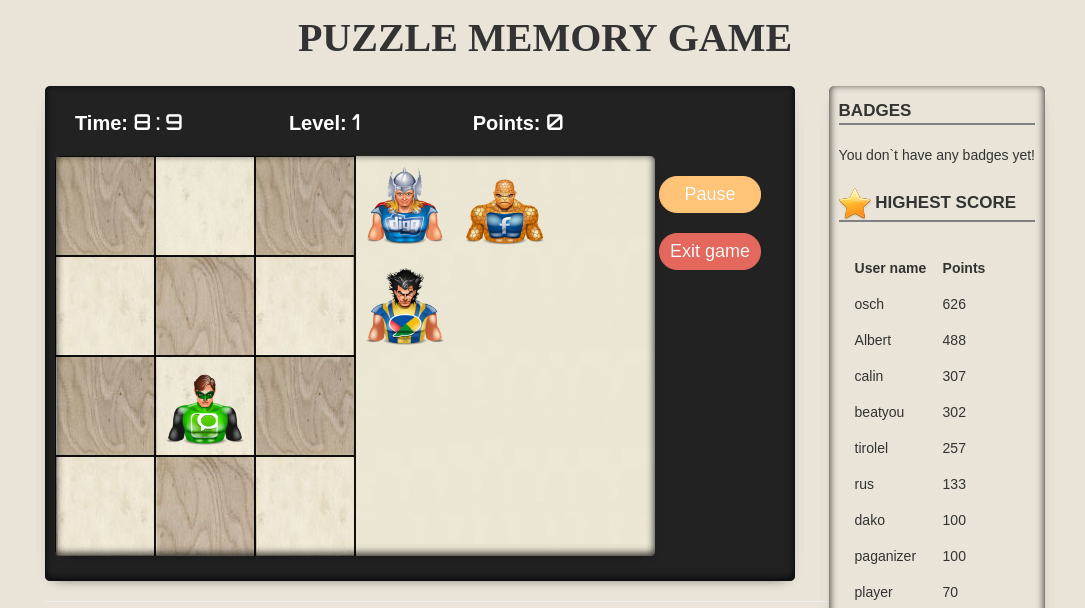 PUZZLE MEMORY GAME
Time: 8:9 Level: 1 Points: 0
digg
f
Pause
Exit game
BADGES
You don`t have any badges yet!
HIGHEST SCORE
User name Points
osch 626
Albert 488
calin 307
beatyou 302
tirolel 257
rus 133
dako 100
paganizer 100
player 70